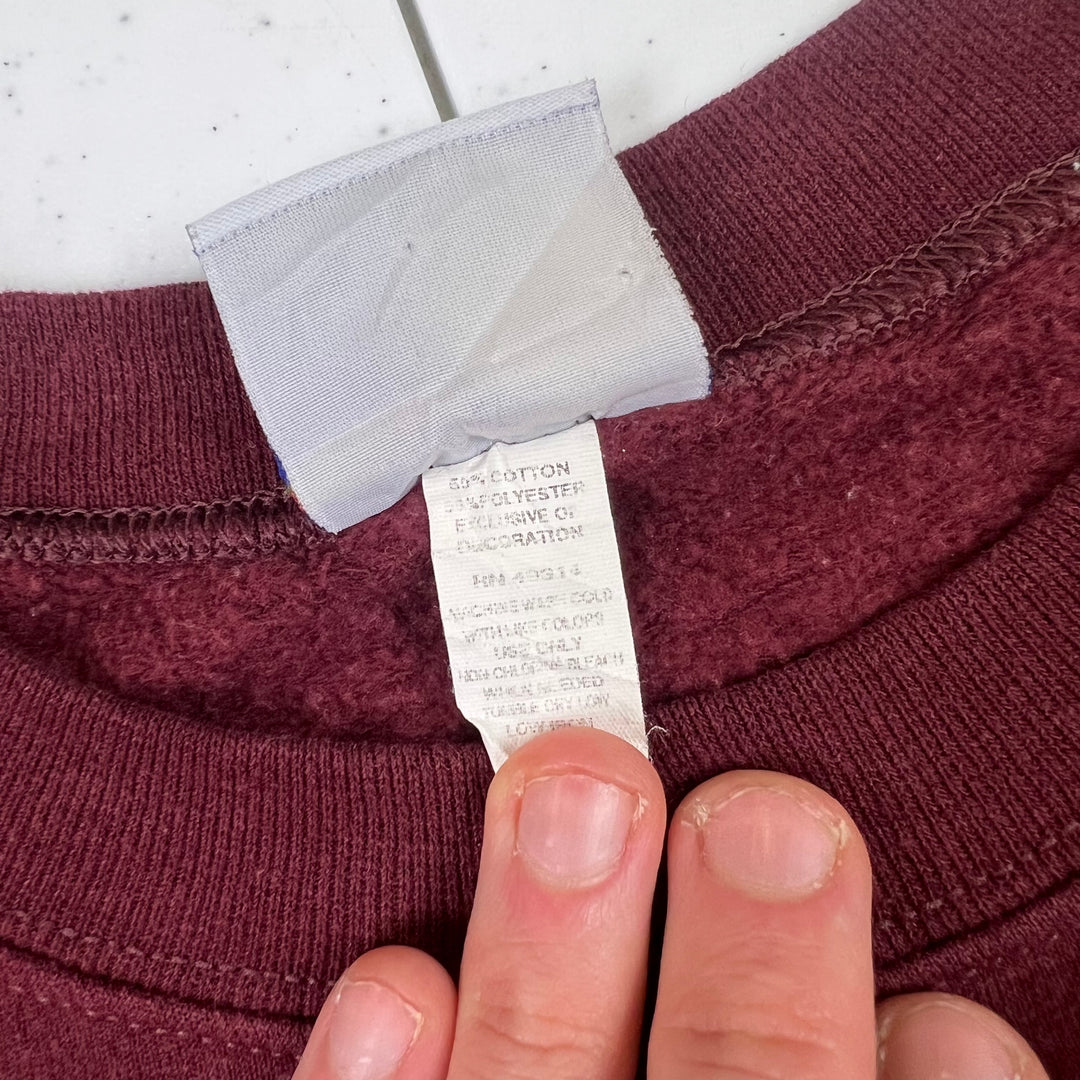 50% COTTON
50% POLYESTER
EXCLUSIVE OF
DECORATION
RN 49314
MACHINE WASH COLD
WITH LIKE COLORS
USE ONLY
NON CHLORINE BLEACH
WHEN NEEDED
TUMBLE DRY LOW
LOW IRON